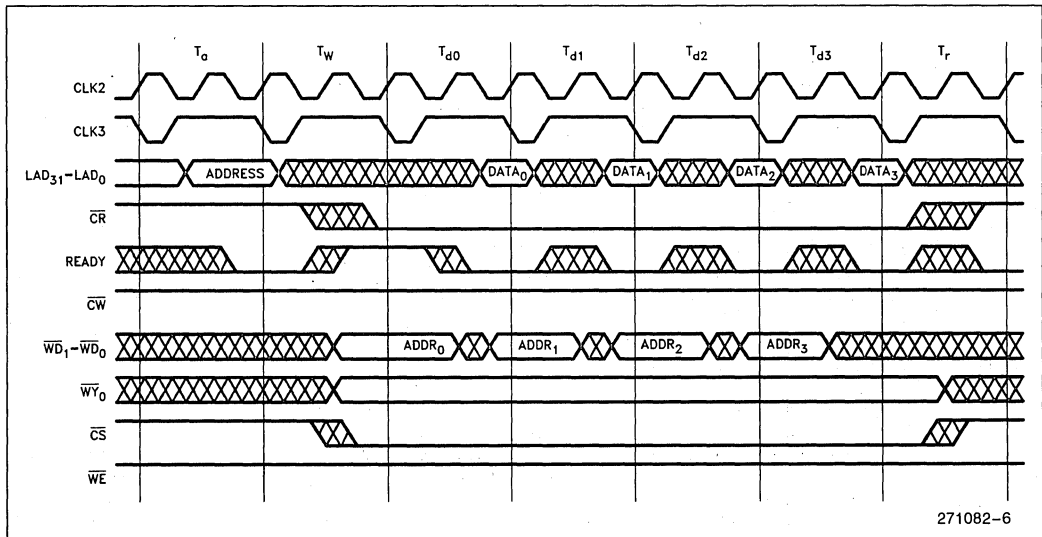 Ta TW Td0 Td1 Td2 Td3 Tr
CLK2
CLK3
LAD31–LAD0 ADDRESS DATA0 DATA1 DATA2 DATA3
CR
READY
CW
WD1–WD0 ADDR0 ADDR1 ADDR2 ADDR3
WY0
CS
WE
271082–6